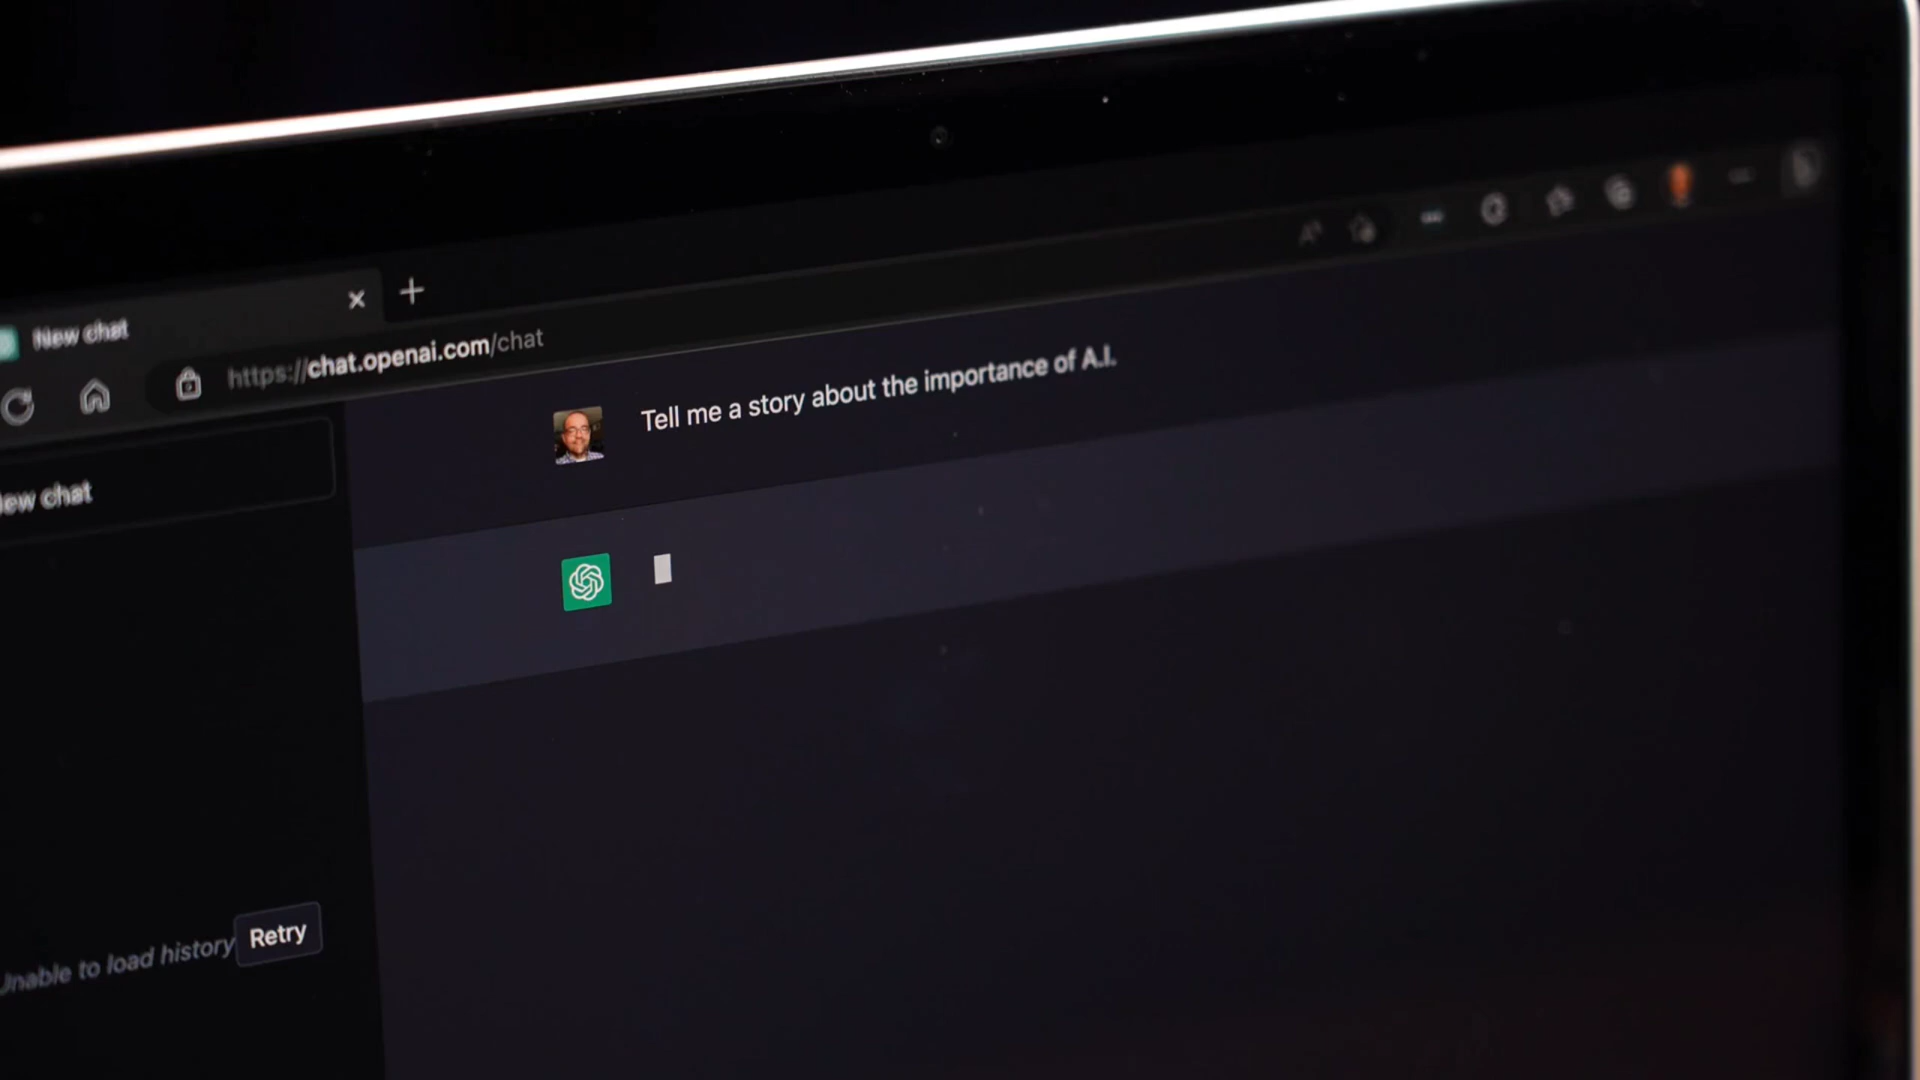 New chat
https://chat.openai.com/chat
Tell me a story about the importance of A.I.
ew chat
Unable to load history
Retry